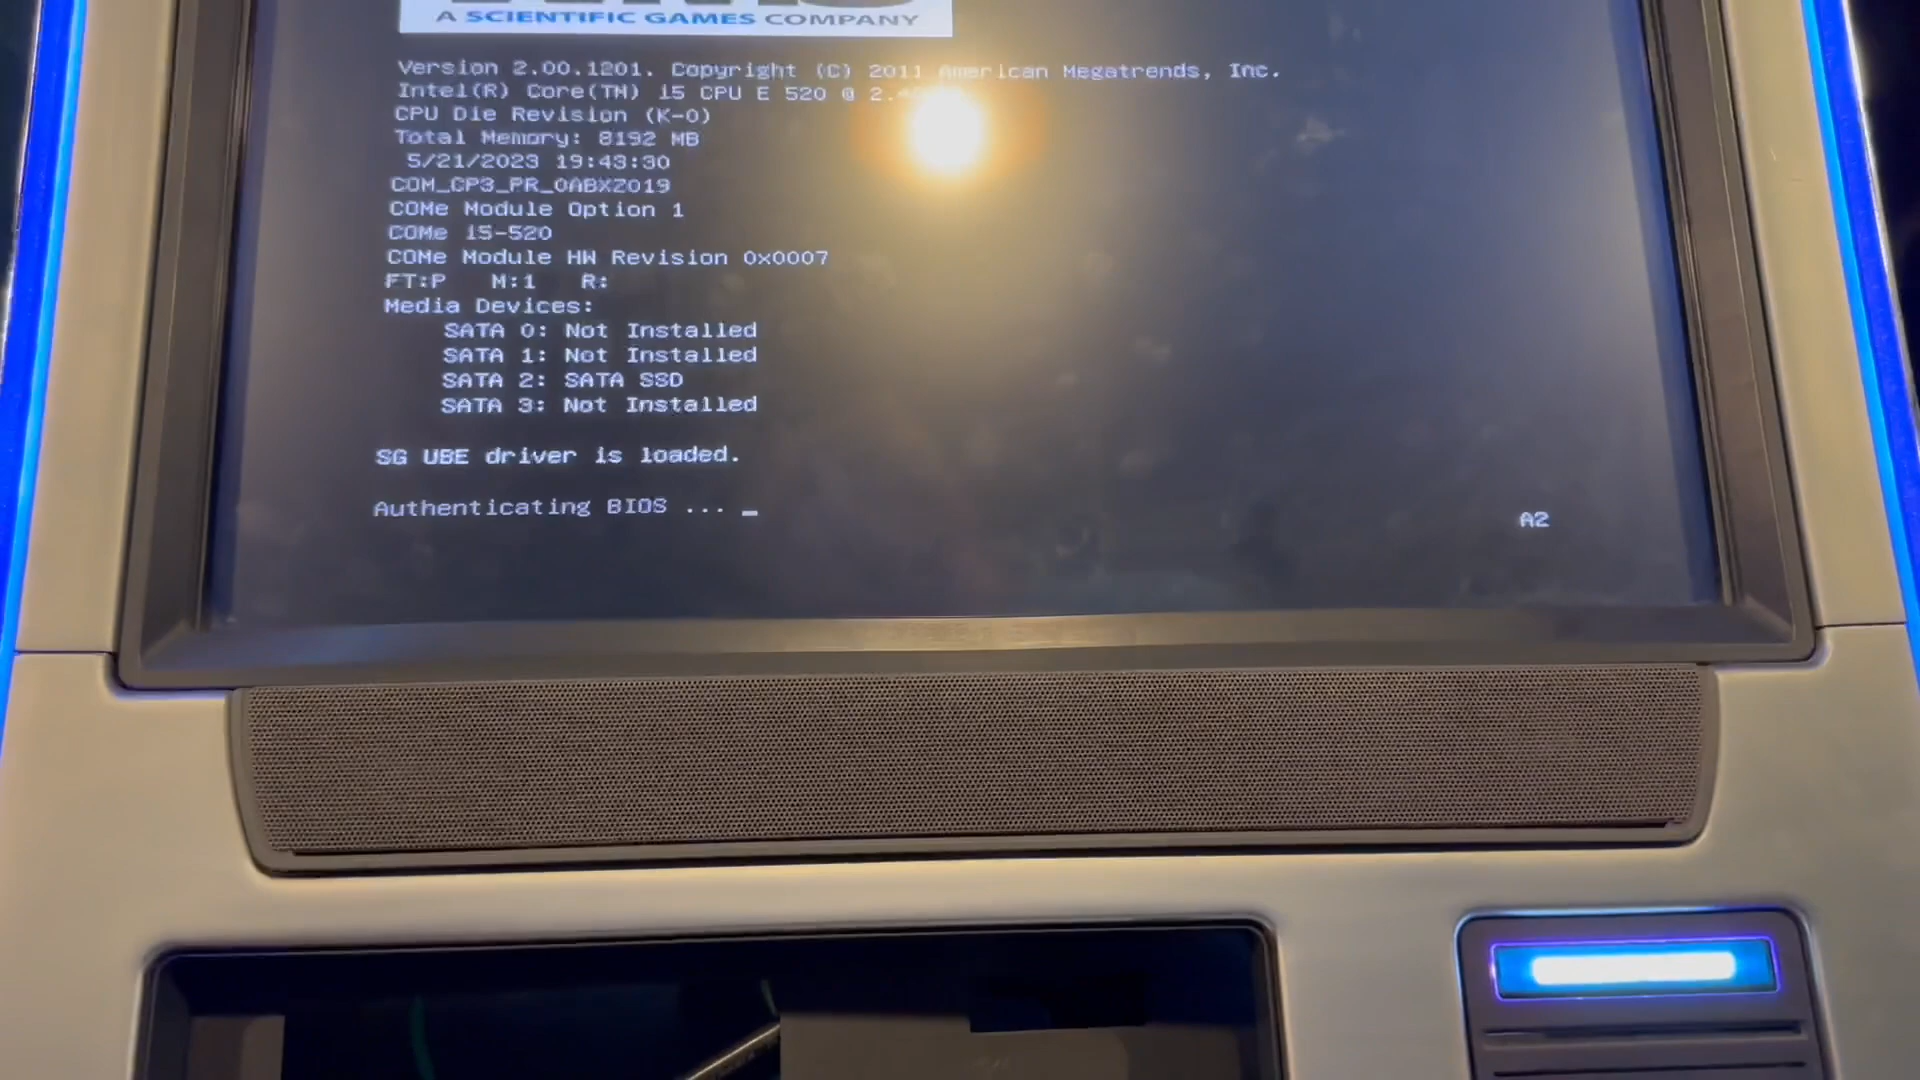 A SCIENTIFIC GAMES COMPANY
Version 2.00.1201. Copyright (C) 2011 American Megatrends, Inc.
Intel(R) Core(TM) i5 CPU E 520 @
CPU Die Revision (K-0)
Total Memory: 8192 MB
5/21/2023 19:43:30
COM_CP3_PR_0ABXZ019
COMe Module Option 1
COMe i5-520
COMe Module HW Revision 0x0007
FT:P M:1 R:
Media Devices:
SATA 0: Not Installed
SATA 1: Not Installed
SATA 2: SATA SSD
SATA 3: Not Installed
SG UBE driver is loaded.
Authenticating BIOS ... _
A2